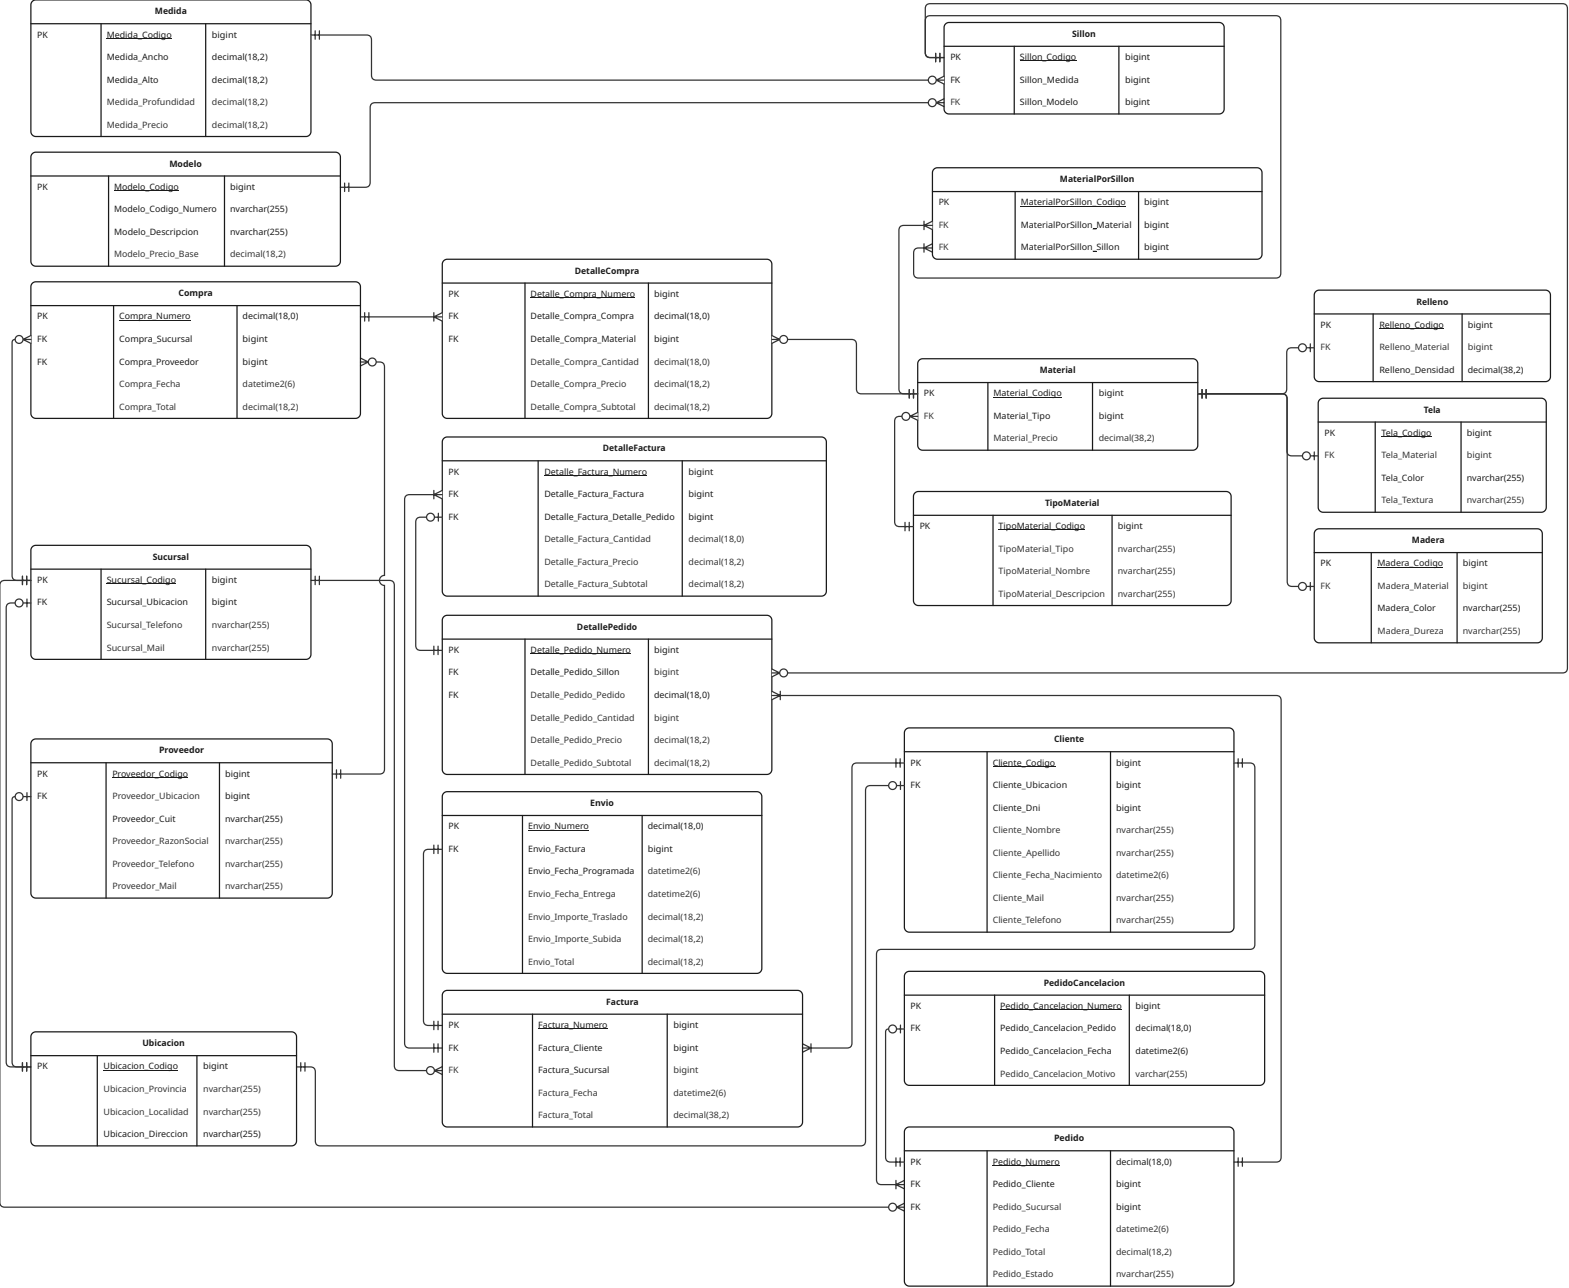 Medida
PK Medida_Codigo bigint
Medida_Ancho decimal(18,2)
Medida_Alto decimal(18,2)
Medida_Profundidad decimal(18,2)
Medida_Precio decimal(18,2)
Modelo
PK Modelo_Codigo bigint
Modelo_Codigo_Numero nvarchar(255)
Modelo_Descripcion nvarchar(255)
Modelo_Precio_Base decimal(18,2)
Compra
PK Compra_Numero decimal(18,0)
FK Compra_Sucursal bigint
FK Compra_Proveedor bigint
Compra_Fecha datetime2(6)
Compra_Total decimal(18,2)
Sucursal
PK Sucursal_Codigo bigint
FK Sucursal_Ubicacion bigint
Sucursal_Telefono nvarchar(255)
Sucursal_Mail nvarchar(255)
Proveedor
PK Proveedor_Codigo bigint
FK Proveedor_Ubicacion bigint
Proveedor_Cuit nvarchar(255)
Proveedor_RazonSocial nvarchar(255)
Proveedor_Telefono nvarchar(255)
Proveedor_Mail nvarchar(255)
Ubicacion
PK Ubicacion_Codigo bigint
Ubicacion_Provincia nvarchar(255)
Ubicacion_Localidad nvarchar(255)
Ubicacion_Direccion nvarchar(255)
DetalleCompra
PK Detalle_Compra_Numero bigint
FK Detalle_Compra_Compra decimal(18,0)
FK Detalle_Compra_Material bigint
Detalle_Compra_Cantidad decimal(18,0)
Detalle_Compra_Precio decimal(18,2)
Detalle_Compra_Subtotal decimal(18,2)
DetalleFactura
PK Detalle_Factura_Numero bigint
FK Detalle_Factura_Factura bigint
FK Detalle_Factura_Detalle_Pedido bigint
Detalle_Factura_Cantidad decimal(18,0)
Detalle_Factura_Precio decimal(18,2)
Detalle_Factura_Subtotal decimal(18,2)
DetallePedido
PK Detalle_Pedido_Numero bigint
FK Detalle_Pedido_Sillon bigint
FK Detalle_Pedido_Pedido decimal(18,0)
Detalle_Pedido_Cantidad bigint
Detalle_Pedido_Precio decimal(18,2)
Detalle_Pedido_Subtotal decimal(18,2)
Envio
PK Envio_Numero decimal(18,0)
FK Envio_Factura bigint
Envio_Fecha_Programada datetime2(6)
Envio_Fecha_Entrega datetime2(6)
Envio_Importe_Traslado decimal(18,2)
Envio_Importe_Subida decimal(18,2)
Envio_Total decimal(18,2)
Factura
PK Factura_Numero bigint
FK Factura_Cliente bigint
FK Factura_Sucursal bigint
Factura_Fecha datetime2(6)
Factura_Total decimal(38,2)
Sillon
PK Sillon_Codigo bigint
FK Sillon_Medida bigint
FK Sillon_Modelo bigint
MaterialPorSillon
PK MaterialPorSillon_Codigo bigint
FK MaterialPorSillon_Material bigint
FK MaterialPorSillon_Sillon bigint
Material
PK Material_Codigo bigint
FK Material_Tipo bigint
Material_Precio decimal(38,2)
TipoMaterial
PK TipoMaterial_Codigo bigint
TipoMaterial_Tipo nvarchar(255)
TipoMaterial_Nombre nvarchar(255)
TipoMaterial_Descripcion nvarchar(255)
Relleno
PK Relleno_Codigo bigint
FK Relleno_Material bigint
Relleno_Densidad decimal(38,2)
Tela
PK Tela_Codigo bigint
FK Tela_Material bigint
Tela_Color nvarchar(255)
Tela_Textura nvarchar(255)
Madera
PK Madera_Codigo bigint
FK Madera_Material bigint
Madera_Color nvarchar(255)
Madera_Dureza nvarchar(255)
Cliente
PK Cliente_Codigo bigint
FK Cliente_Ubicacion bigint
Cliente_Dni bigint
Cliente_Nombre nvarchar(255)
Cliente_Apellido nvarchar(255)
Cliente_Fecha_Nacimiento datetime2(6)
Cliente_Mail nvarchar(255)
Cliente_Telefono nvarchar(255)
PedidoCancelacion
PK Pedido_Cancelacion_Numero bigint
FK Pedido_Cancelacion_Pedido decimal(18,0)
Pedido_Cancelacion_Fecha datetime2(6)
Pedido_Cancelacion_Motivo varchar(255)
Pedido
PK Pedido_Numero decimal(18,0)
FK Pedido_Cliente bigint
FK Pedido_Sucursal bigint
Pedido_Fecha datetime2(6)
Pedido_Total decimal(18,2)
Pedido_Estado nvarchar(255)